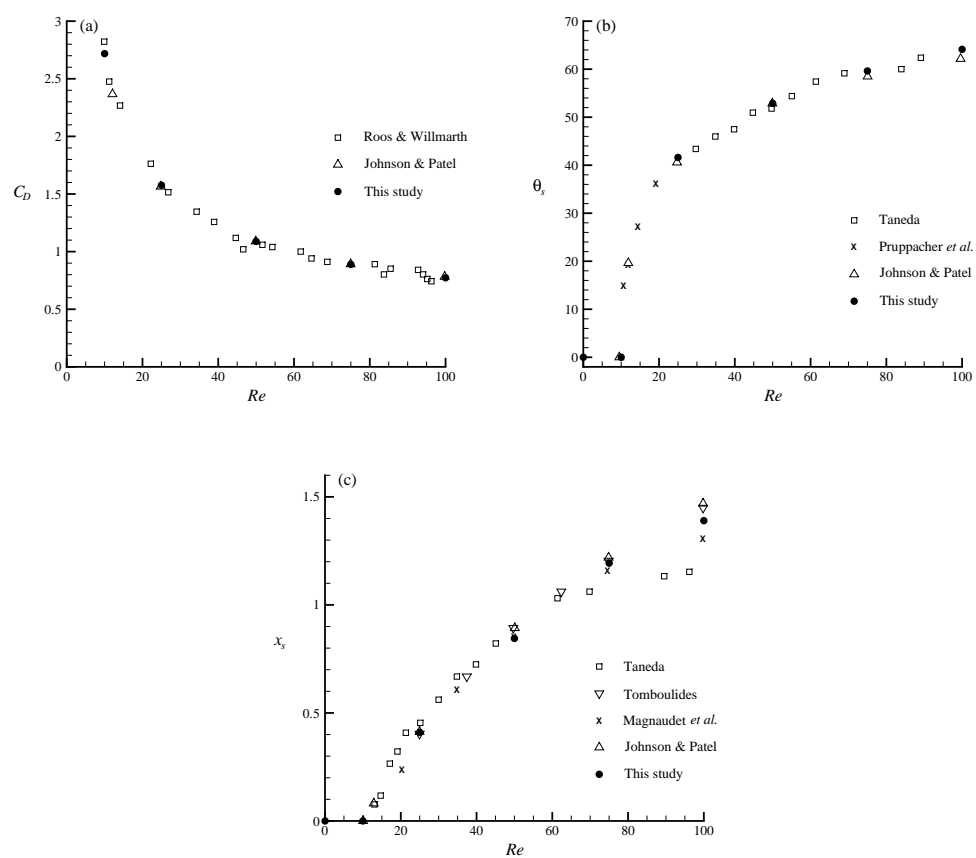 (a)
3
2.5
2
1.5
1
0.5
0
C_D
0 20 40 60 80 100
Re
Roos & Willmarth
Johnson & Patel
This study
(b)
70
60
50
40
30
20
10
0
θ_s
0 20 40 60 80 100
Re
Taneda
x Pruppacher et al.
Johnson & Patel
This study
(c)
1.5
1
0.5
0
x_s
0 20 40 60 80 100
Re
Taneda
Tomboulides
x Magnaudet et al.
Johnson & Patel
This study